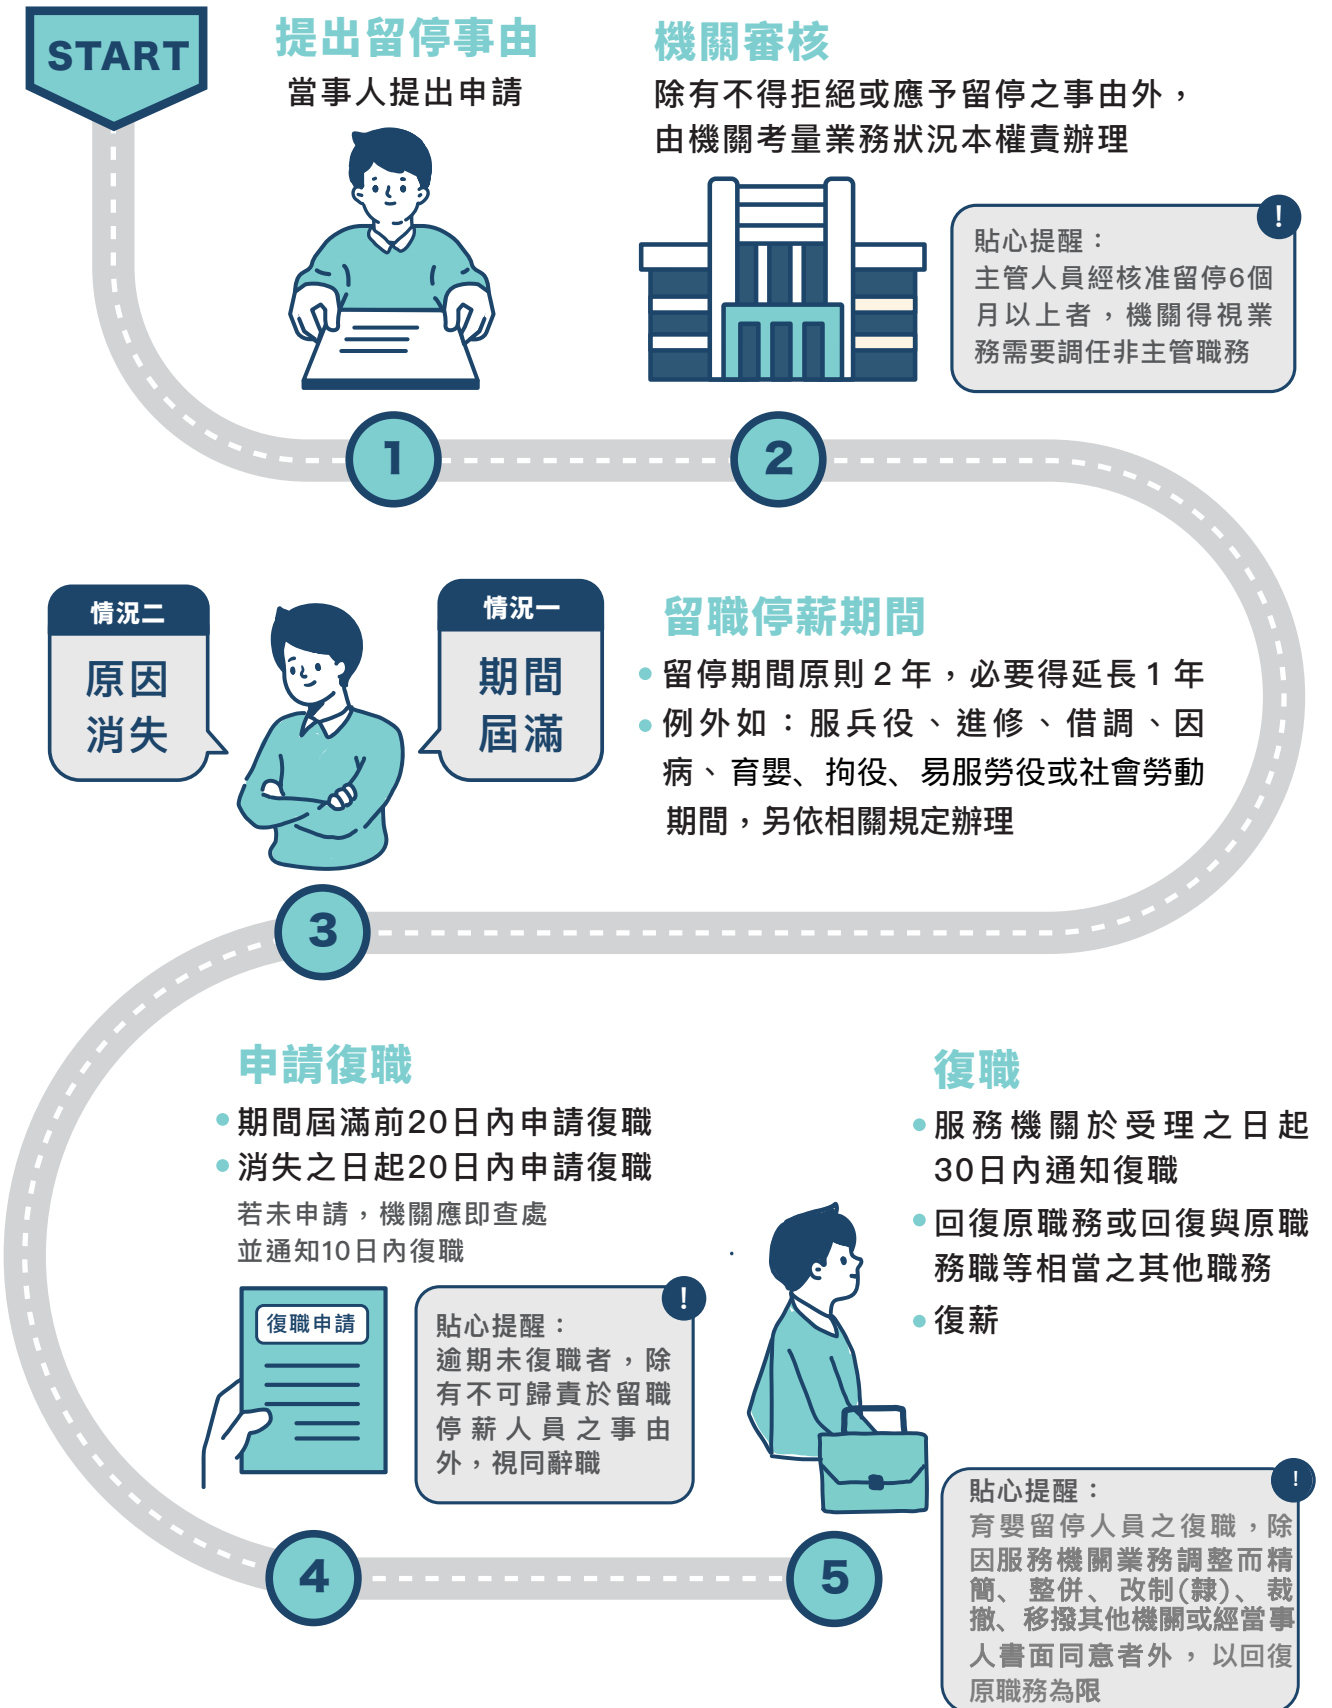 START
提出留停事由
當事人提出申請
機關審核
除有不得拒絕或應予留停之事由外，
由機關考量業務狀況本權責辦理
!
貼心提醒：
主管人員經核准留停6個
月以上者，機關得視業
務需要調任非主管職務
1
2
情況二
原因
消失
情況一
期間
屆滿
留職停薪期間
留停期間原則2年，必要得延長1年
例外如：服兵役、進修、借調、因
病、育嬰、拘役、易服勞役或社會勞動
期間，另依相關規定辦理
3
申請復職
期間屆滿前20日內申請復職
消失之日起20日內申請復職
若未申請，機關應即查處
並通知10日內復職
復職申請
!
貼心提醒：
逾期未復職者，除
有不可歸責於留職
停薪人員之事由
外，視同辭職
4
復職
服務機關於受理之日起
30日內通知復職
回復原職務或回復與原職
務職等相當之其他職務
復薪
5
!
貼心提醒：
育嬰留停人員之復職，除
因服務機關業務調整而精
簡、整併、改制(隸)、裁
撤、移撥其他機關或經當事
人書面同意者外，以回復
原職務為限